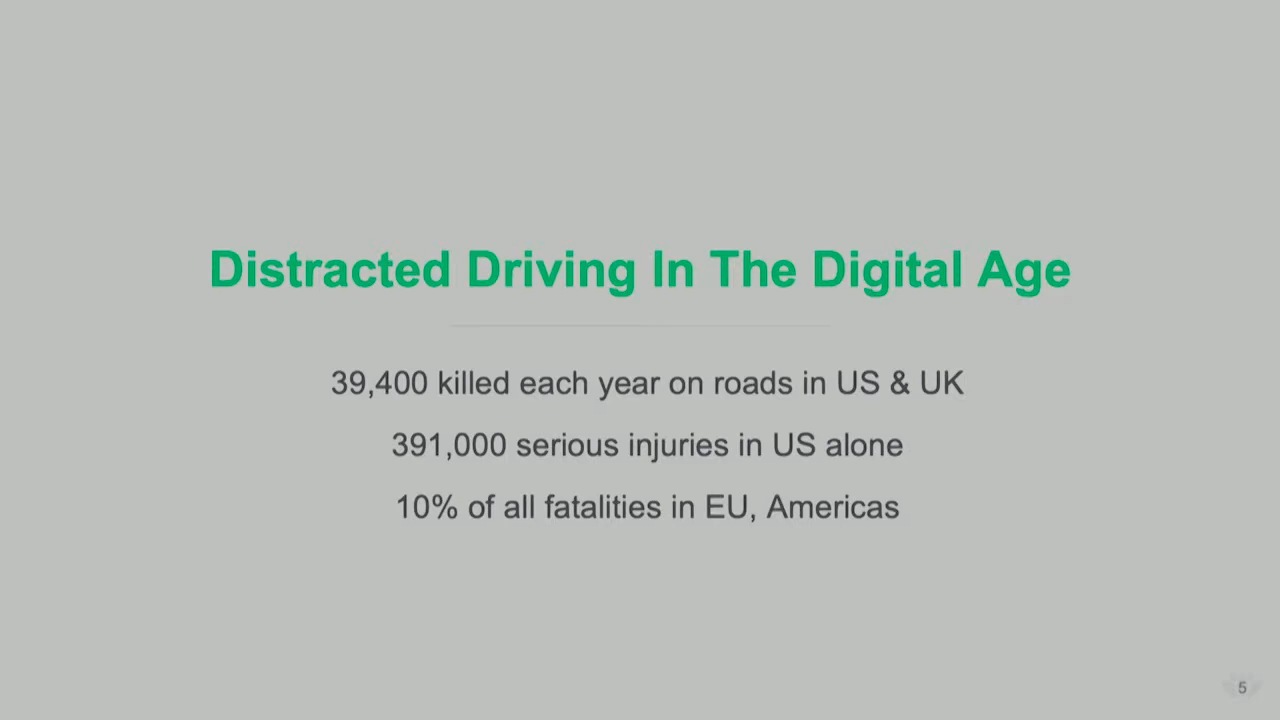 Distracted Driving In The Digital Age
39,400 killed each year on roads in US & UK
391,000 serious injuries in US alone
10% of all fatalities in EU, Americas
5